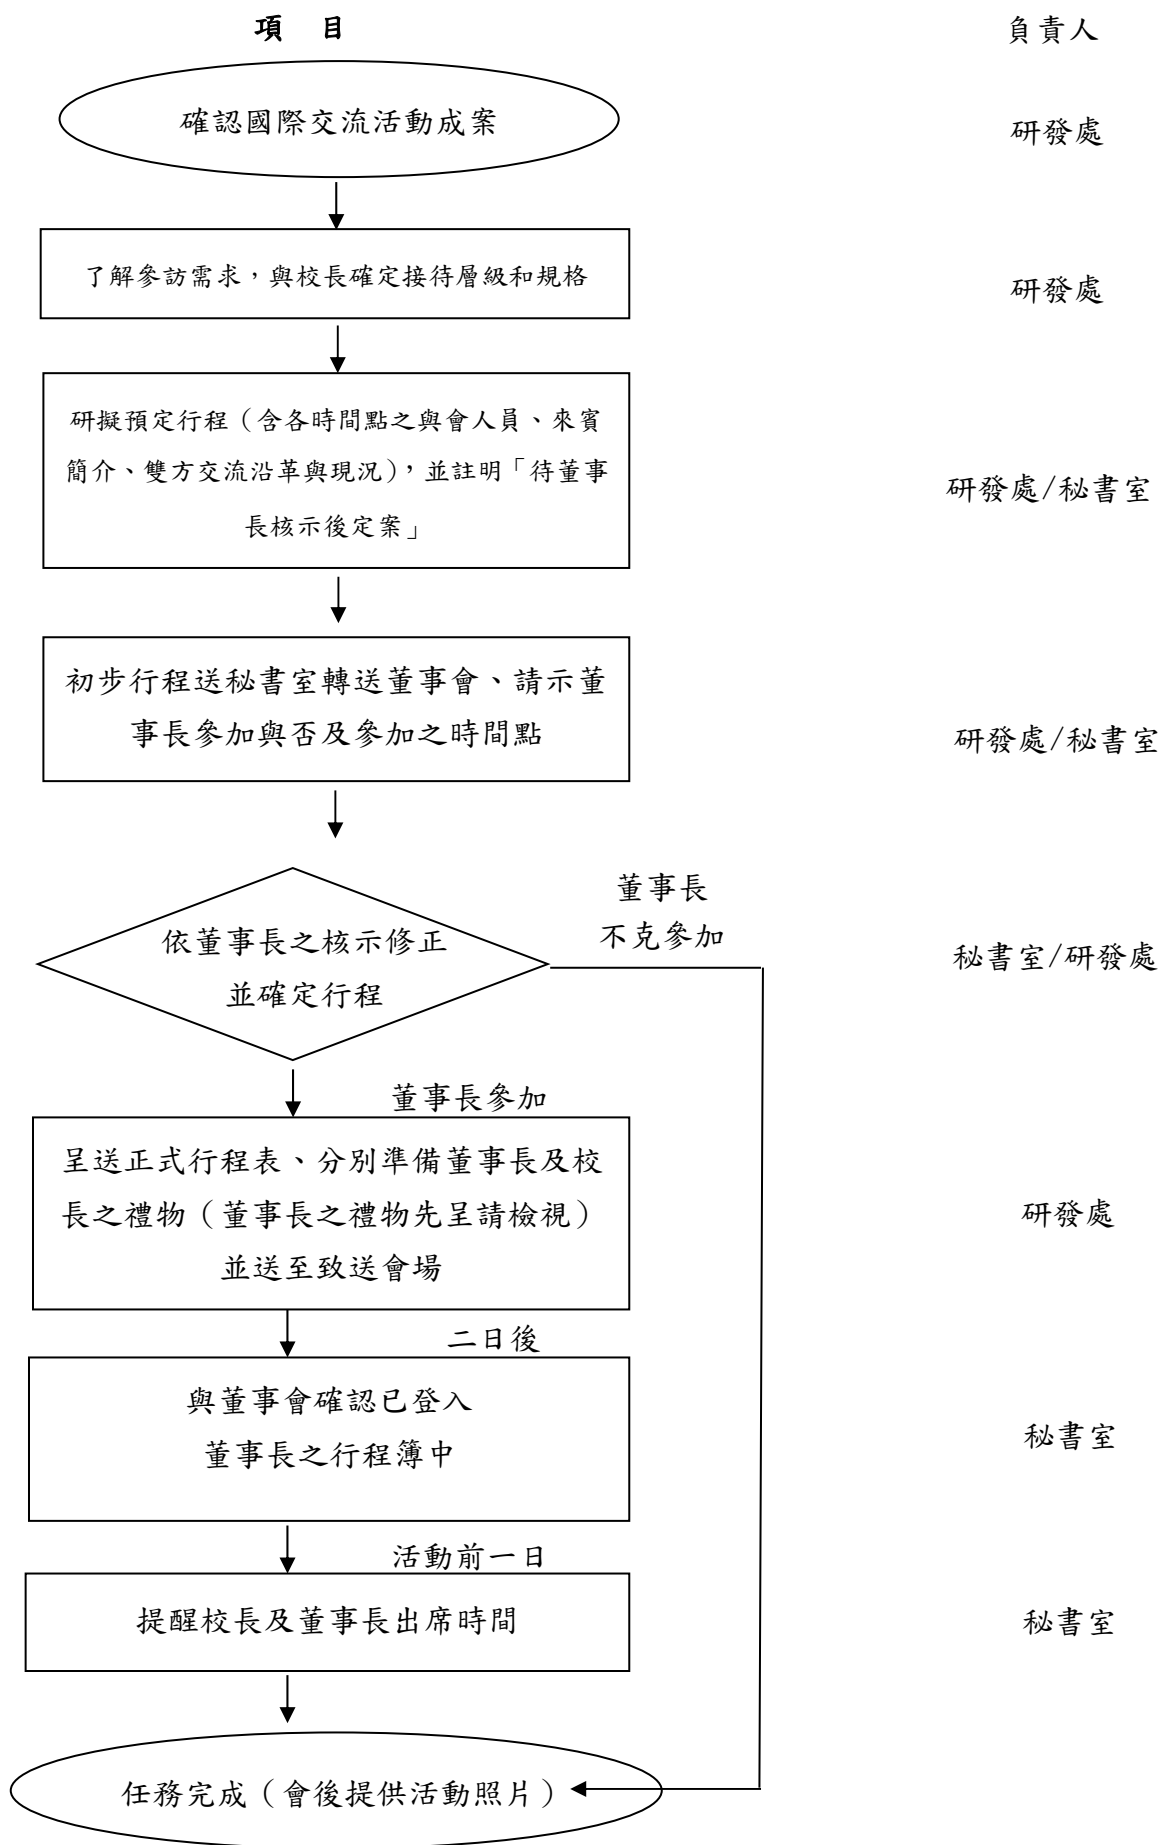 項 目
負責人
確認國際交流活動成案
研發處
了解參訪需求，與校長確定接待層級和規格
研發處
研擬預定行程（含各時間點之與會人員、來賓
簡介、雙方交流沿革與現況），並註明「待董事
長核示後定案」
研發處/秘書室
初步行程送秘書室轉送董事會、請示董
事長參加與否及參加之時間點
研發處/秘書室
董事長
不克參加
依董事長之核示修正
並確定行程
秘書室/研發處
董事長參加
呈送正式行程表、分別準備董事長及校
長之禮物（董事長之禮物先呈請檢視）
並送至致送會場
研發處
二日後
與董事會確認已登入
董事長之行程簿中
秘書室
活動前一日
提醒校長及董事長出席時間
秘書室
任務完成（會後提供活動照片）